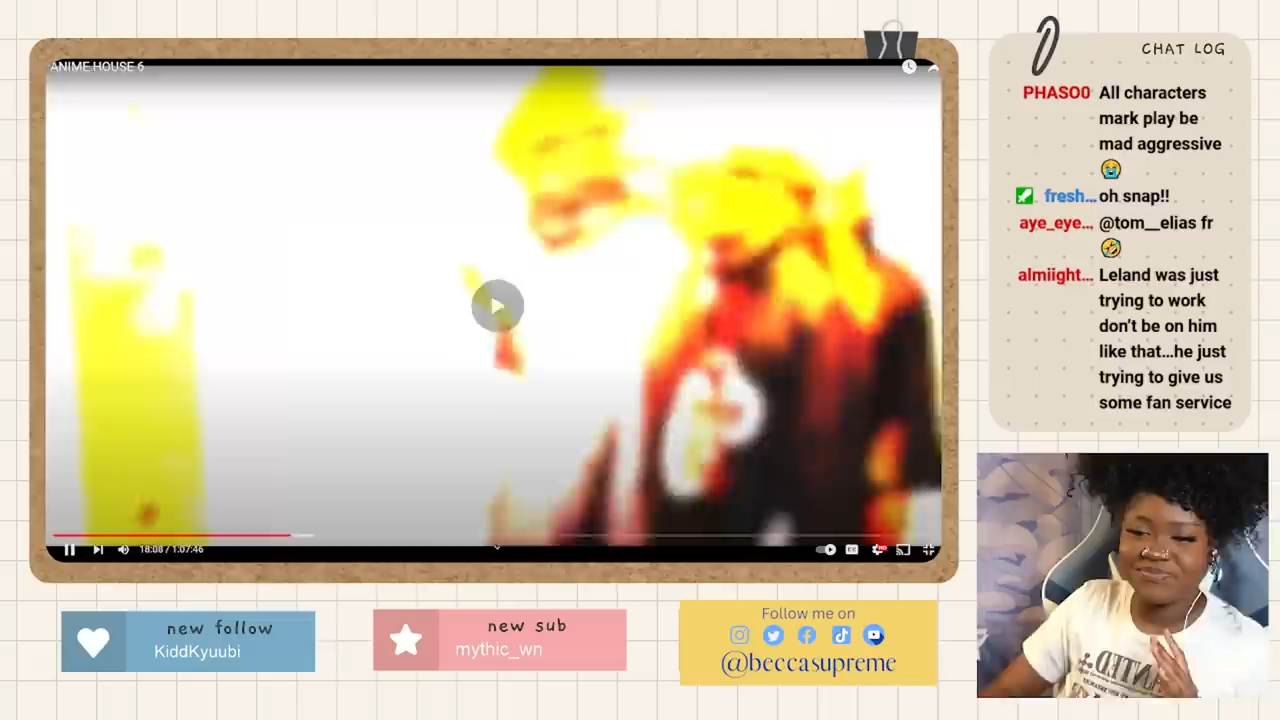 ANIME HOUSE 6
18:08 / 1:07:46
CC
CHAT LOG
PHASO0 All characters
mark play be
mad aggressive
😭
fresh... oh snap!!
aye_eye... @tom__elias fr
🤣
almiight... Leland was just
trying to work
don't be on him
like that...he just
trying to give us
some fan service
new follow
KiddKyuubi
new sub
mythic_wn
Follow me on
@beccasupreme